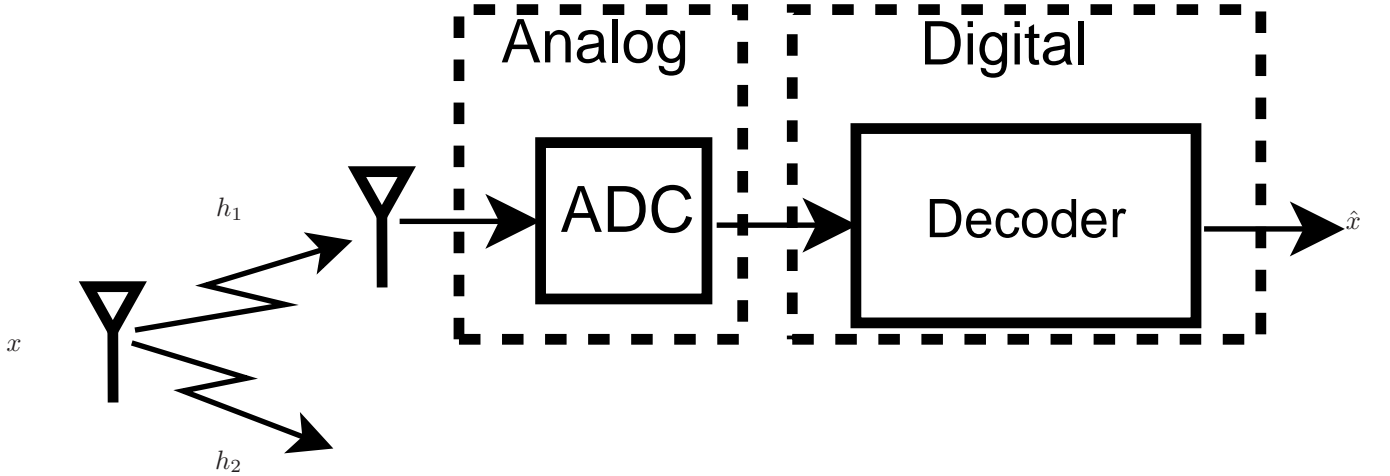 Analog
Digital
h₁
ADC
Decoder
x̂
x
h₂